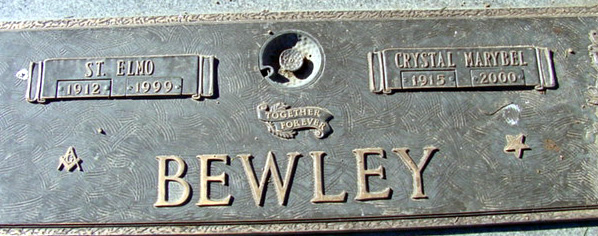 ST. ELMO
1912 - 1999
CRYSTAL MARYBEL
1915 - 2000
TOGETHER
FOREVER
BEWLEY
G